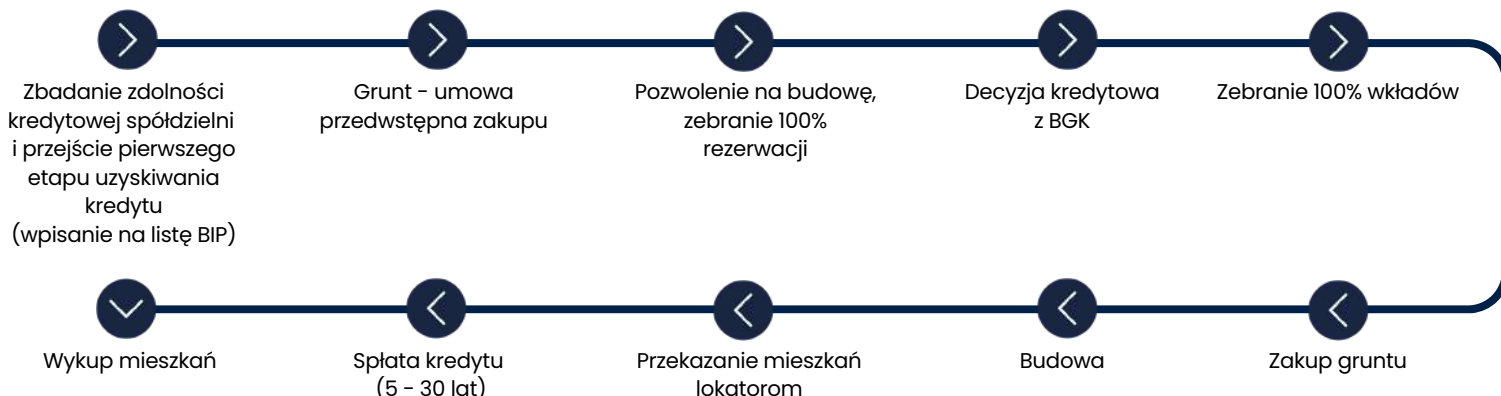 Zbadanie zdolności
kredytowej spółdzielni
i przejście pierwszego
etapu uzyskiwania
kredytu
(wpisanie na listę BIP)
Grunt - umowa
przedwstępna zakupu
Pozwolenie na budowę,
zebranie 100%
rezerwacji
Decyzja kredytowa
z BGK
Zebranie 100% wkładów
Zakup gruntu
Budowa
Przekazanie mieszkań
lokatorom
Spłata kredytu
(5 - 30 lat)
Wykup mieszkań